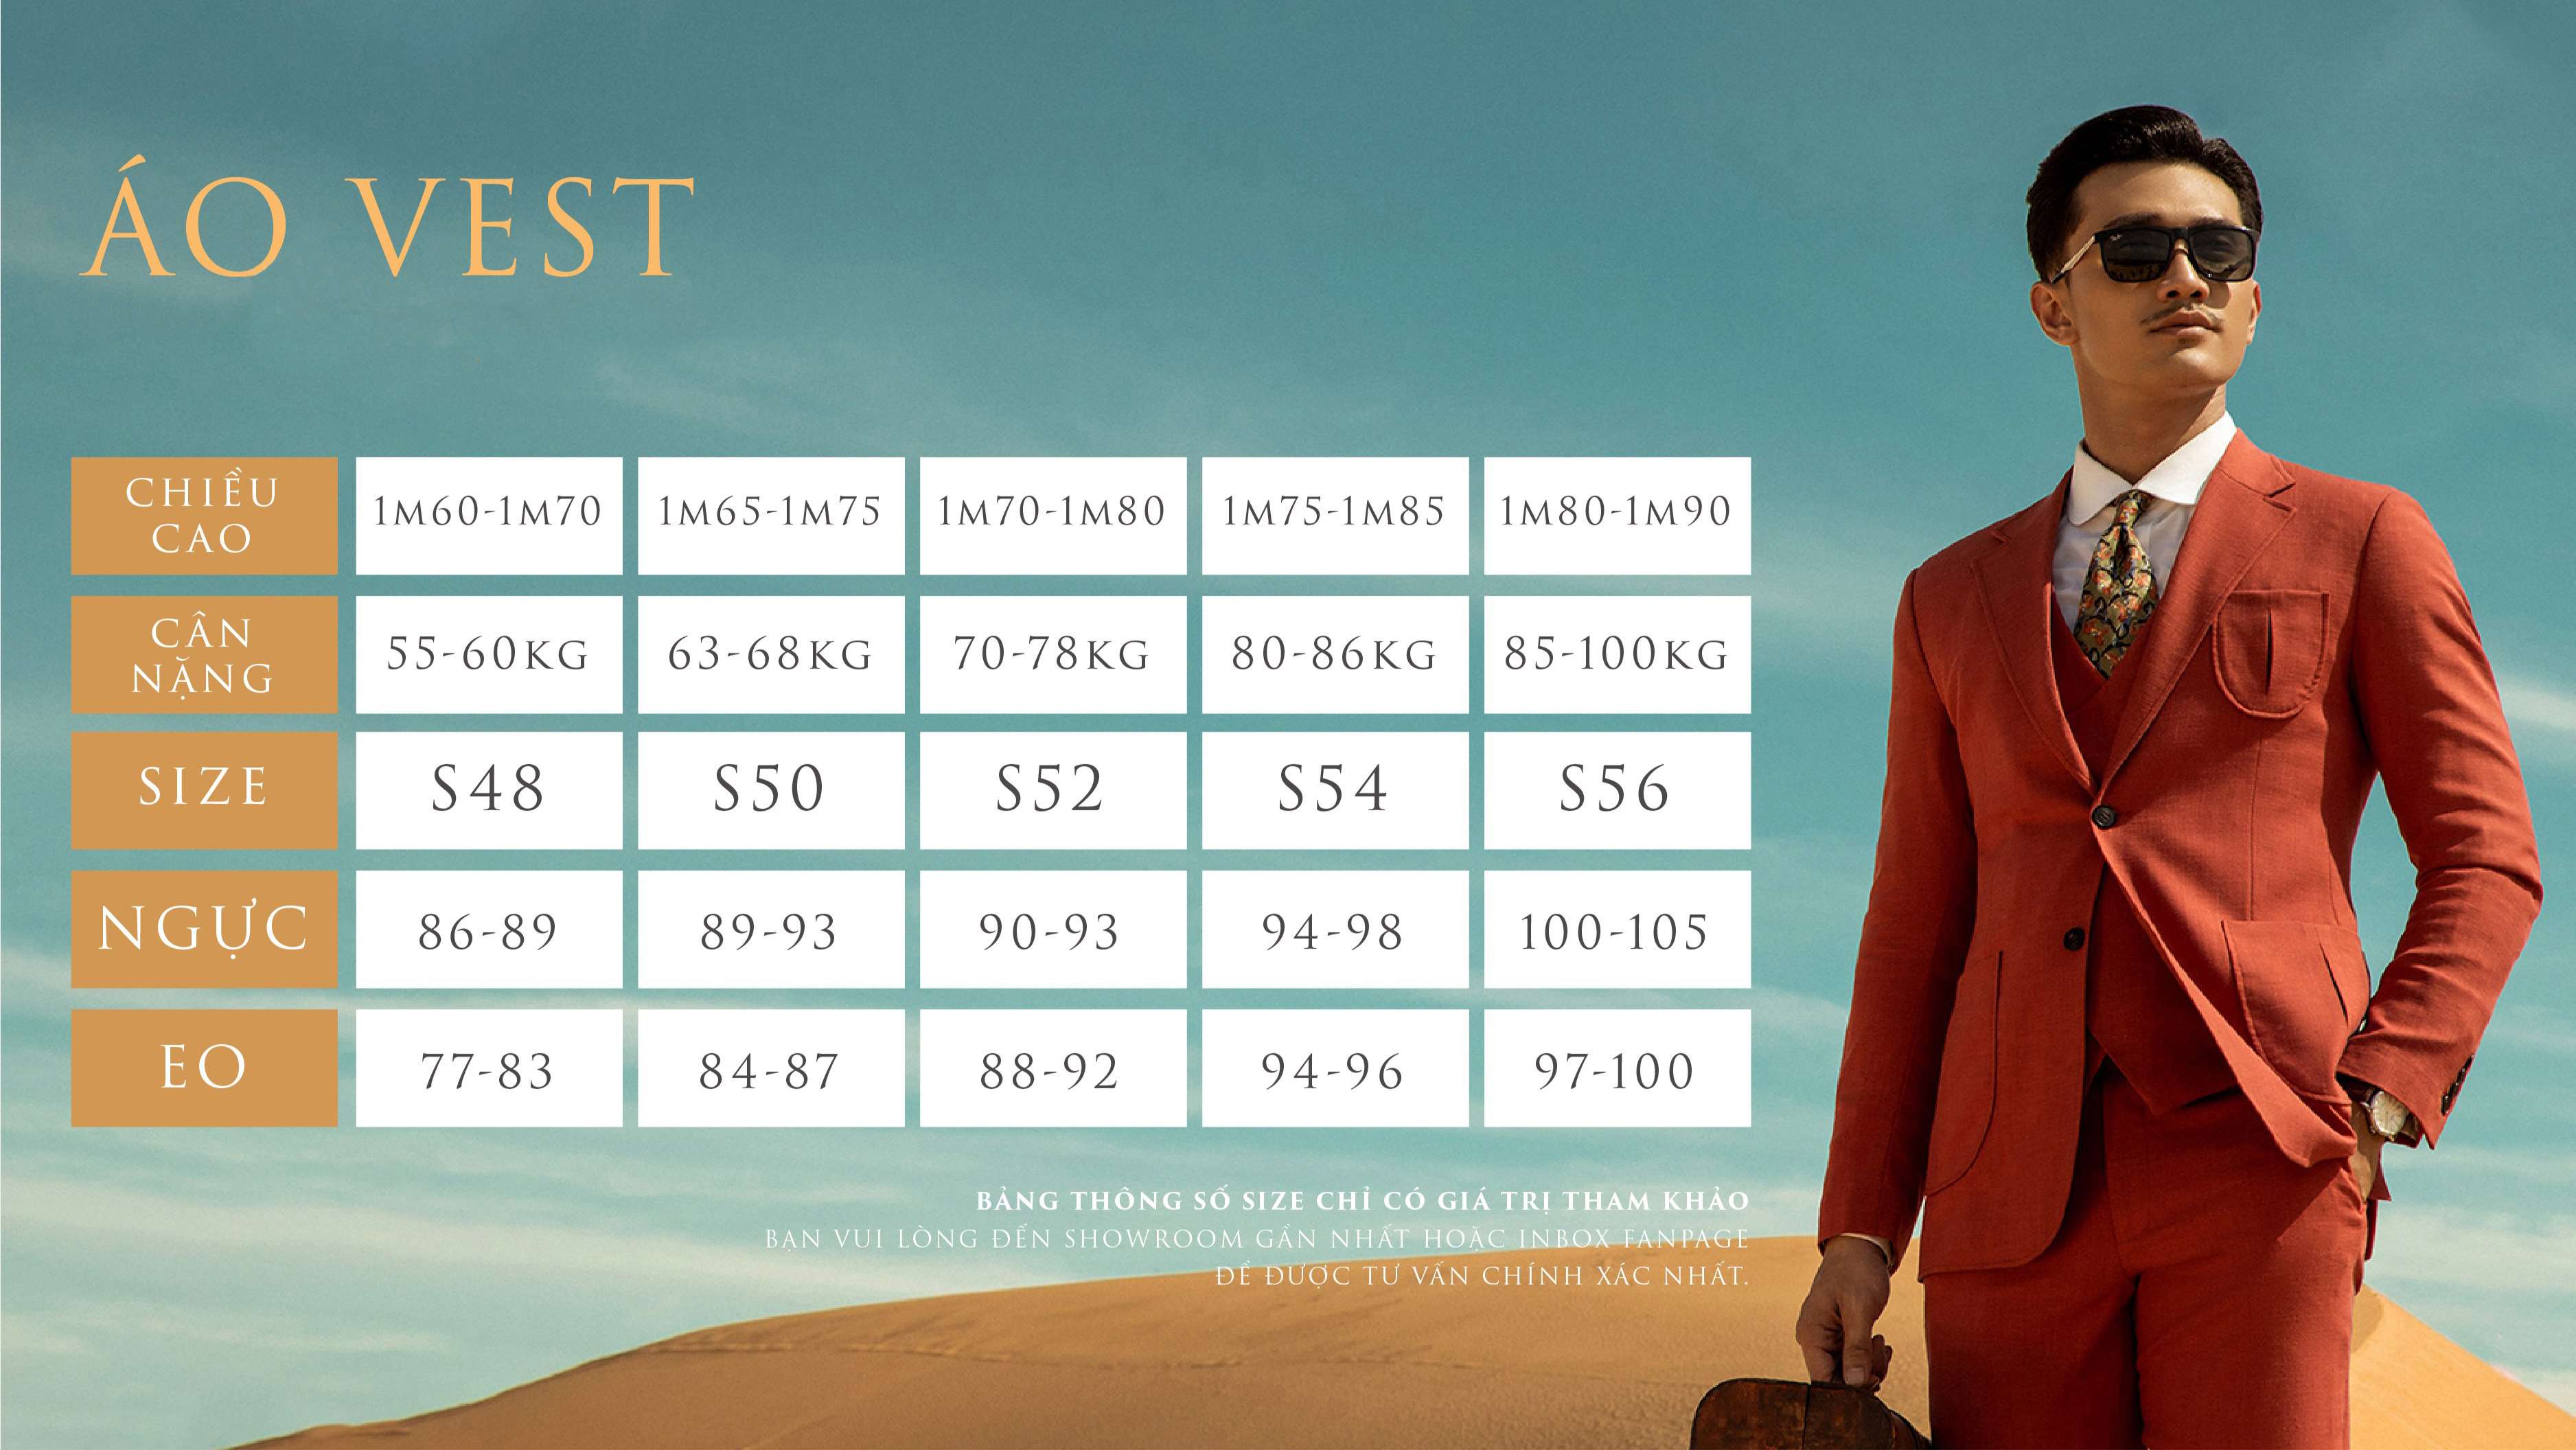 ÁO VEST
CHIỀU CAO 1M60-1M70 1M65-1M75 1M70-1M80 1M75-1M85 1M80-1M90
CÂN NẶNG 55-60KG 63-68KG 70-78KG 80-86KG 85-100KG
SIZE S48 S50 S52 S54 S56
NGỰC 86-89 89-93 90-93 94-98 100-105
EO 77-83 84-87 88-92 94-96 97-100
BẢNG THÔNG SỐ SIZE CHỈ CÓ GIÁ TRỊ THAM KHẢO
BẠN VUI LÒNG ĐẾN SHOWROOM GẦN NHẤT HOẶC INBOX FANPAGE
ĐỂ ĐƯỢC TƯ VẤN CHÍNH XÁC NHẤT.